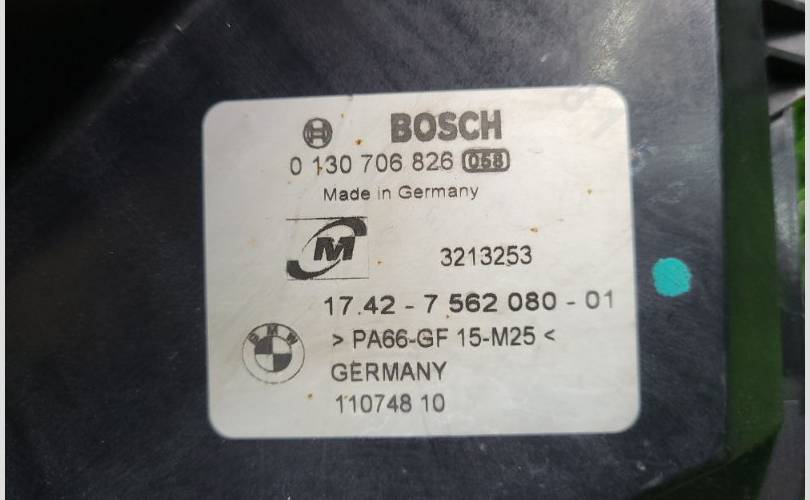 BOSCH
0 130 706 826 058
Made in Germany
M
3213253
17.42 - 7 562 080 - 01
BMW
> PA66-GF 15-M25 <
GERMANY
110748 10